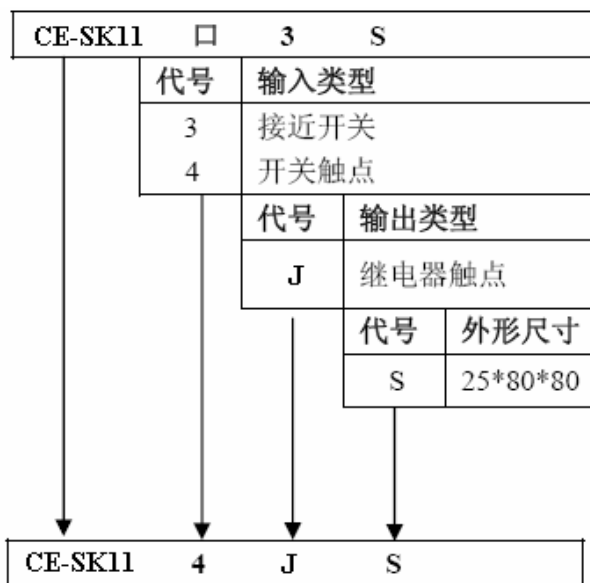 CE-SK11 口 3 S
代号 输入类型
3 接近开关
4 开关触点
代号 输出类型
J 继电器触点
代号 外形尺寸
S 25*80*80
CE-SK11 4 J S